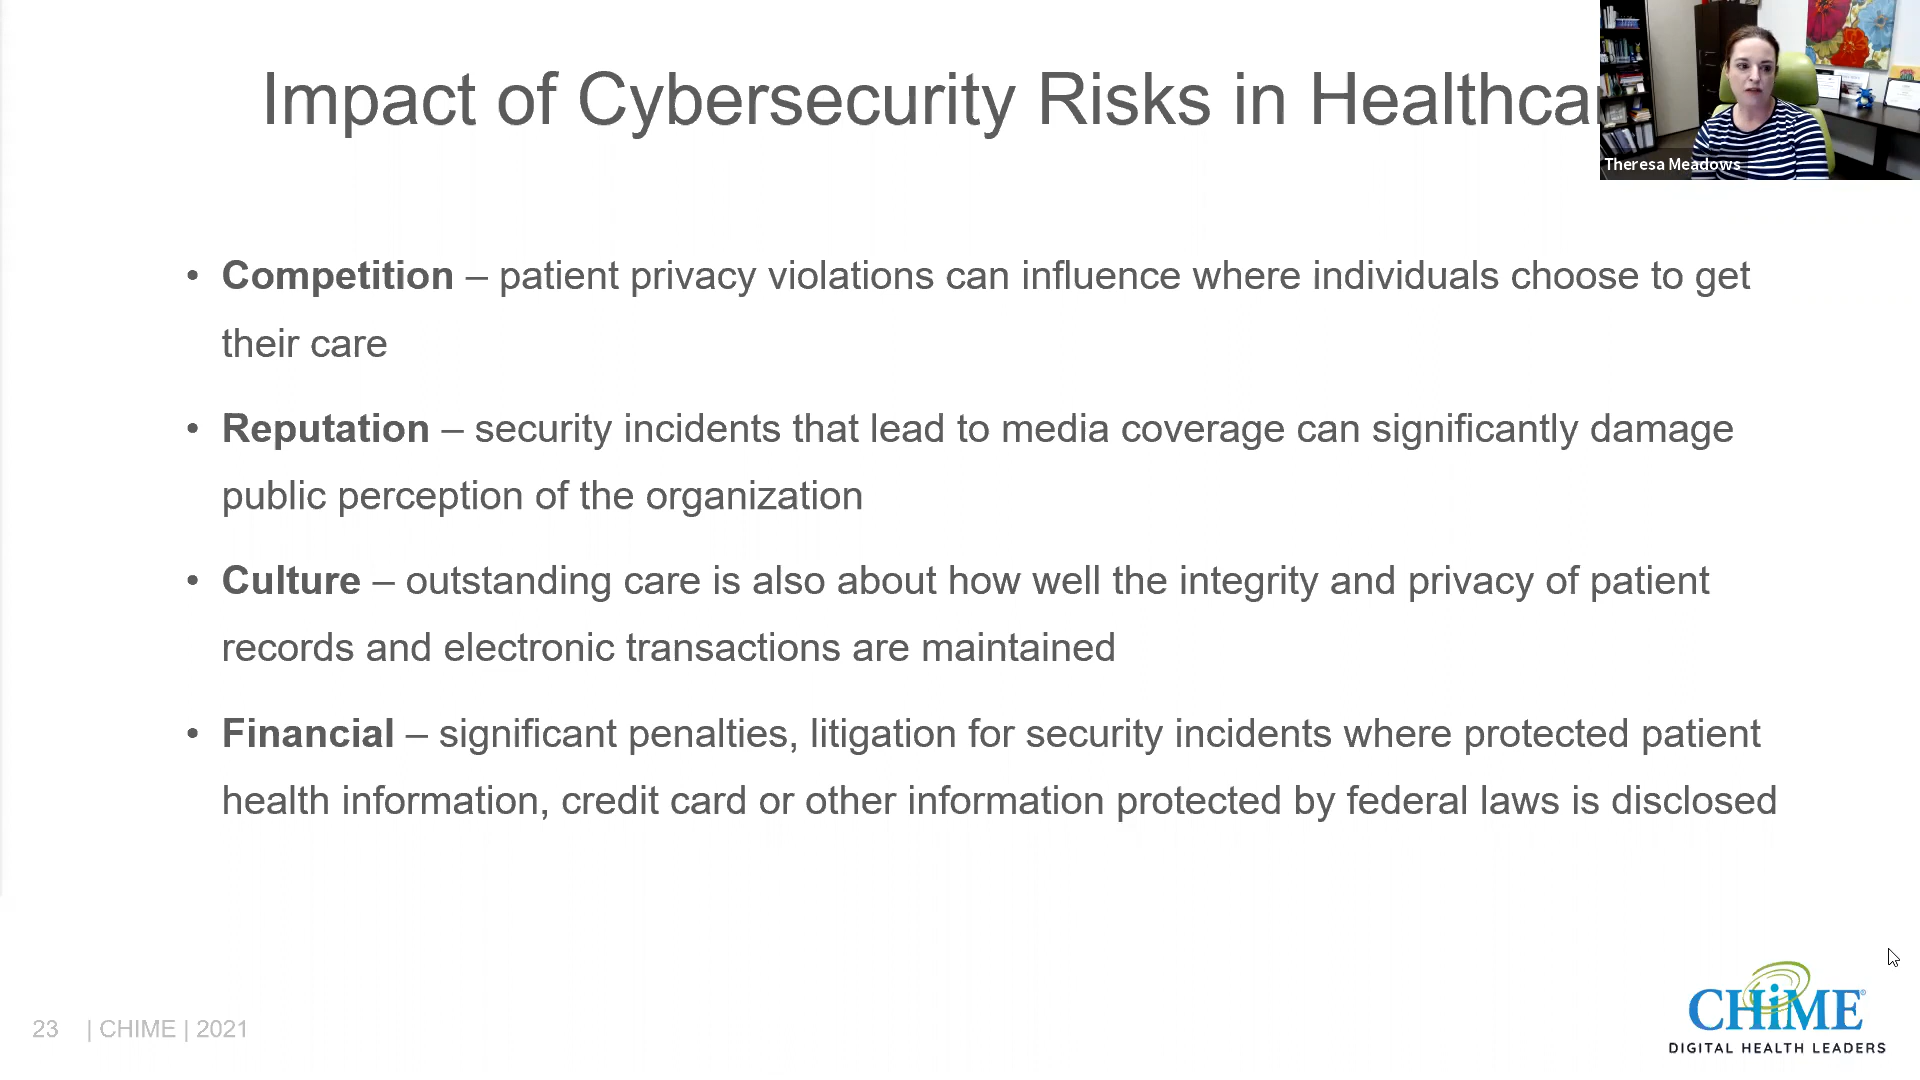 Impact of Cybersecurity Risks in Healthca
Theresa Meadows
• Competition – patient privacy violations can influence where individuals choose to get
their care
• Reputation – security incidents that lead to media coverage can significantly damage
public perception of the organization
• Culture – outstanding care is also about how well the integrity and privacy of patient
records and electronic transactions are maintained
• Financial – significant penalties, litigation for security incidents where protected patient
health information, credit card or other information protected by federal laws is disclosed
23 | CHIME | 2021
CHiME®
DIGITAL HEALTH LEADERS